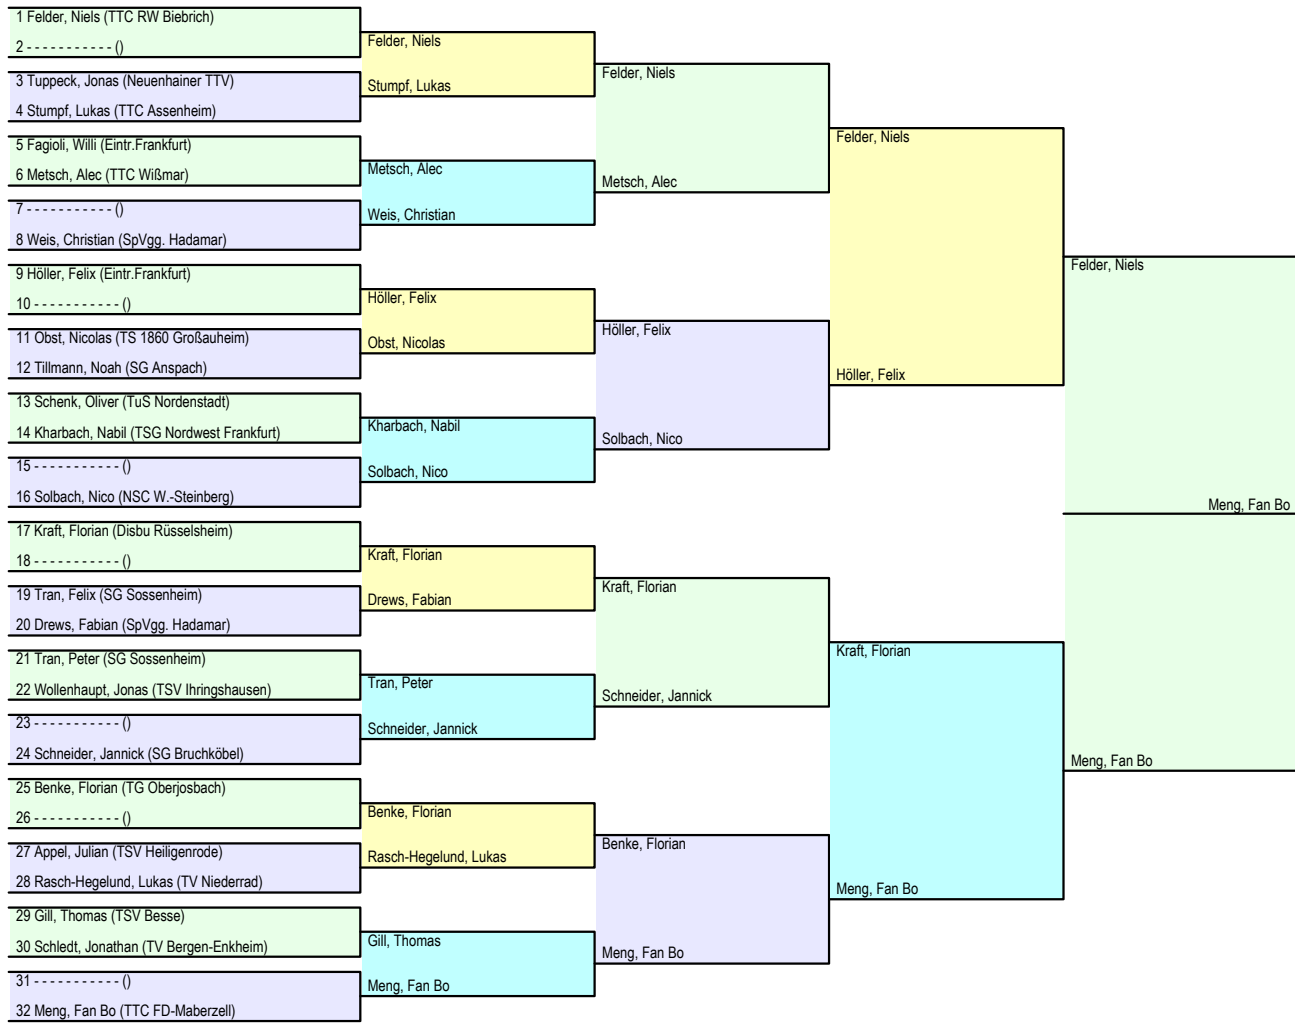 1 Felder, Niels (TTC RW Biebrich)
2 - - - - - - - - - - - ()
3 Tuppeck, Jonas (Neuenhainer TTV)
4 Stumpf, Lukas (TTC Assenheim)
5 Fagioli, Willi (Eintr.Frankfurt)
6 Metsch, Alec (TTC Wißmar)
7 - - - - - - - - - - - ()
8 Weis, Christian (SpVgg. Hadamar)
9 Höller, Felix (Eintr.Frankfurt)
10 - - - - - - - - - - - ()
11 Obst, Nicolas (TS 1860 Großauheim)
12 Tillmann, Noah (SG Anspach)
13 Schenk, Oliver (TuS Nordenstadt)
14 Kharbach, Nabil (TSG Nordwest Frankfurt)
15 - - - - - - - - - - - ()
16 Solbach, Nico (NSC W.-Steinberg)
17 Kraft, Florian (Disbu Rüsselsheim)
18 - - - - - - - - - - - ()
19 Tran, Felix (SG Sossenheim)
20 Drews, Fabian (SpVgg. Hadamar)
21 Tran, Peter (SG Sossenheim)
22 Wollenhaupt, Jonas (TSV Ihringshausen)
23 - - - - - - - - - - - ()
24 Schneider, Jannick (SG Bruchköbel)
25 Benke, Florian (TG Oberjosbach)
26 - - - - - - - - - - - ()
27 Appel, Julian (TSV Heiligenrode)
28 Rasch-Hegelund, Lukas (TV Niederrad)
29 Gill, Thomas (TSV Besse)
30 Schledt, Jonathan (TV Bergen-Enkheim)
31 - - - - - - - - - - - ()
32 Meng, Fan Bo (TTC FD-Maberzell)
Felder, Niels
Stumpf, Lukas
Metsch, Alec
Weis, Christian
Höller, Felix
Obst, Nicolas
Kharbach, Nabil
Solbach, Nico
Kraft, Florian
Drews, Fabian
Tran, Peter
Schneider, Jannick
Benke, Florian
Rasch-Hegelund, Lukas
Gill, Thomas
Meng, Fan Bo
Felder, Niels
Metsch, Alec
Höller, Felix
Solbach, Nico
Kraft, Florian
Schneider, Jannick
Benke, Florian
Meng, Fan Bo
Felder, Niels
Höller, Felix
Kraft, Florian
Meng, Fan Bo
Felder, Niels
Meng, Fan Bo
Meng, Fan Bo